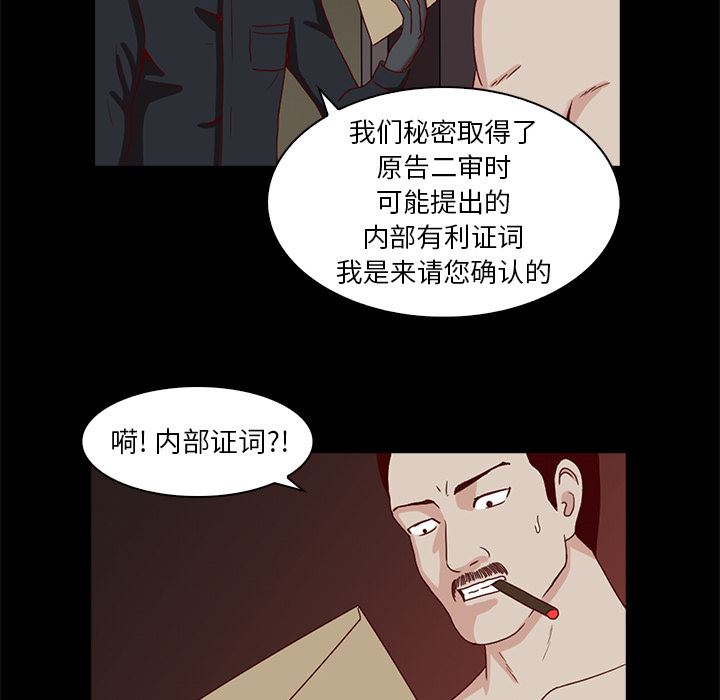 我们秘密取得了
原告二审时
可能提出的
内部有利证词
我是来请您确认的
嗬! 内部证词?!